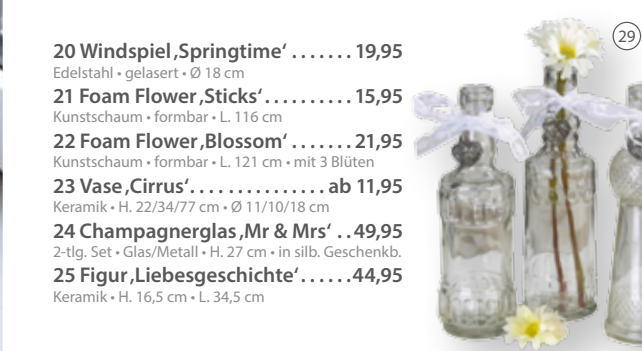 20 Windspiel ‚Springtime‘ . . . . . . . 19,95
Edelstahl • gelasert • Ø 18 cm
21 Foam Flower ‚Sticks‘ . . . . . . . . . . 15,95
Kunstschaum • formbar • L. 116 cm
22 Foam Flower ‚Blossom‘ . . . . . . . 21,95
Kunstschaum • formbar • L. 121 cm • mit 3 Blüten
23 Vase ‚Cirrus‘. . . . . . . . . . . . . . . . ab 11,95
Keramik • H. 22/34/77 cm • Ø 11/10/18 cm
24 Champagnerglas ‚Mr & Mrs‘ . . 49,95
2-tlg. Set • Glas/Metall • H. 27 cm • in silb. Geschenkb.
25 Figur ‚Liebesgeschichte‘ . . . . . . 44,95
Keramik • H. 16,5 cm • L. 34,5 cm
29